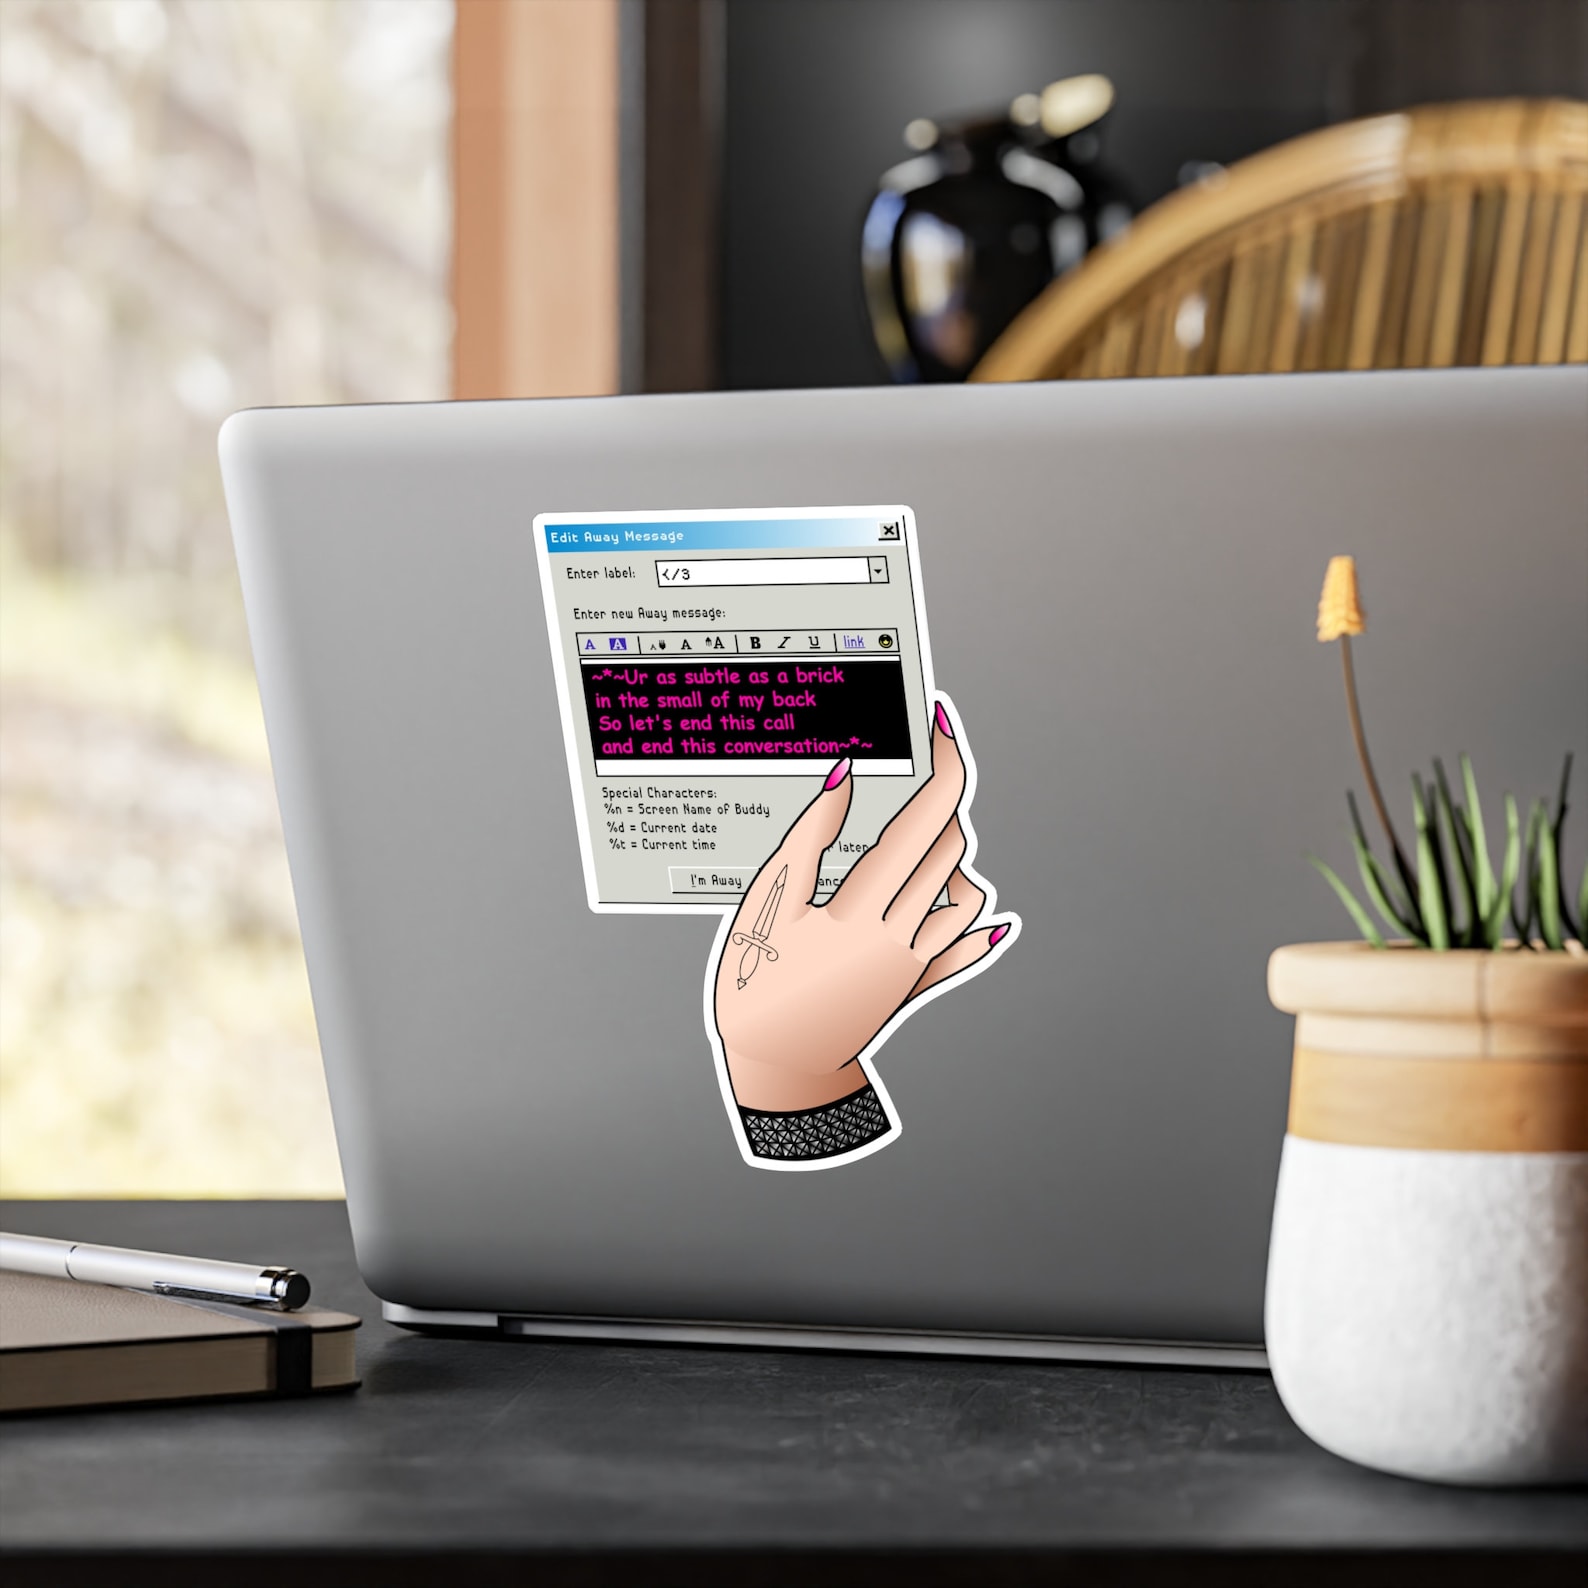 Edit Away Message
Enter label: </3
Enter new Away message:
A A A A A B I U link
~*~Ur as subtle as a brick
in the small of my back
So let's end this call
and end this conversation~*~
Special Characters:
%n = Screen Name of Buddy
%d = Current date
%t = Current time
later
I'm Away